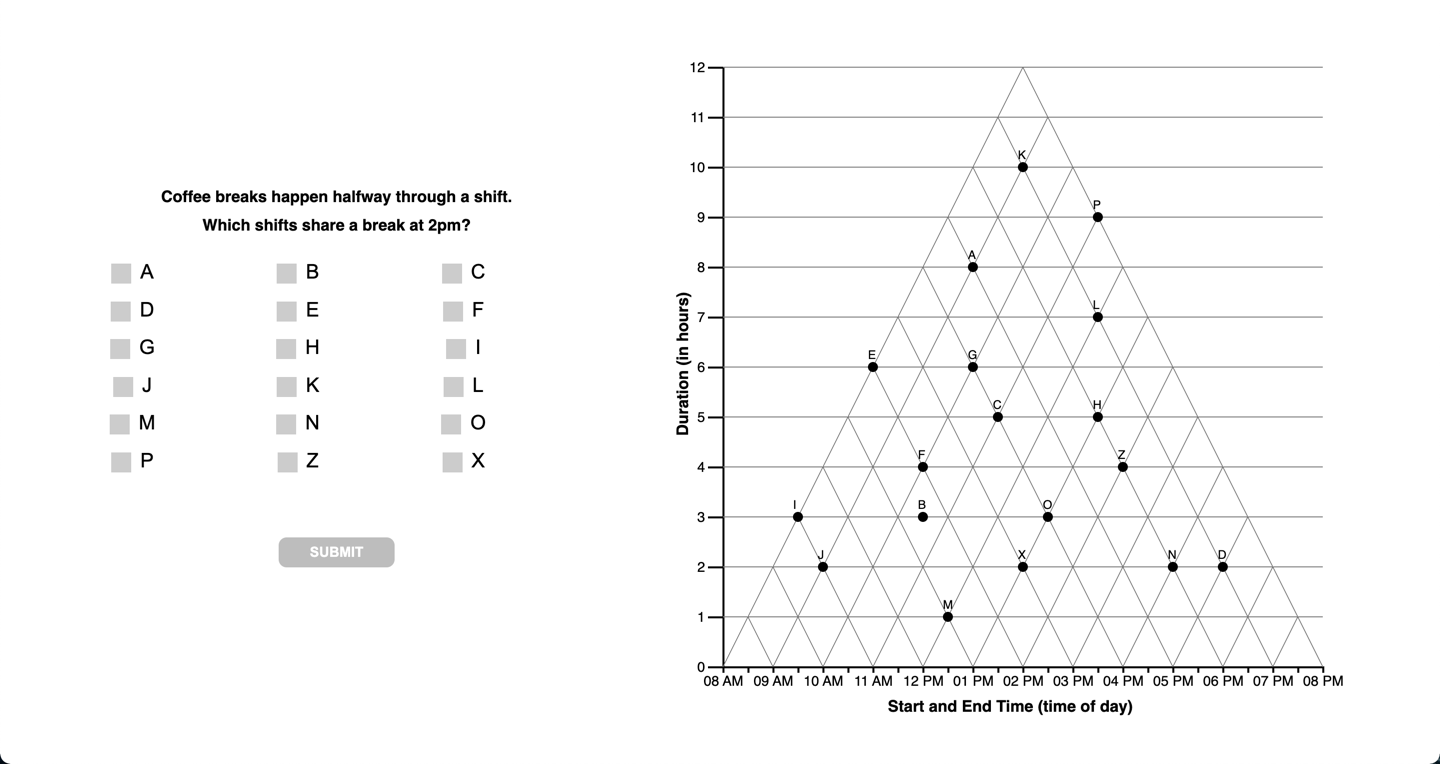 Coffee breaks happen halfway through a shift.
Which shifts share a break at 2pm?
A B C
D E F
G H I
J K L
M N O
P Z X
SUBMIT
12
11
10
9
8
7
6
5
4
3
2
1
0
Duration (in hours)
K
P
A
L
E G
C H
F Z
I B O
J X N D
M
08 AM 09 AM 10 AM 11 AM 12 PM 01 PM 02 PM 03 PM 04 PM 05 PM 06 PM 07 PM 08 PM
Start and End Time (time of day)